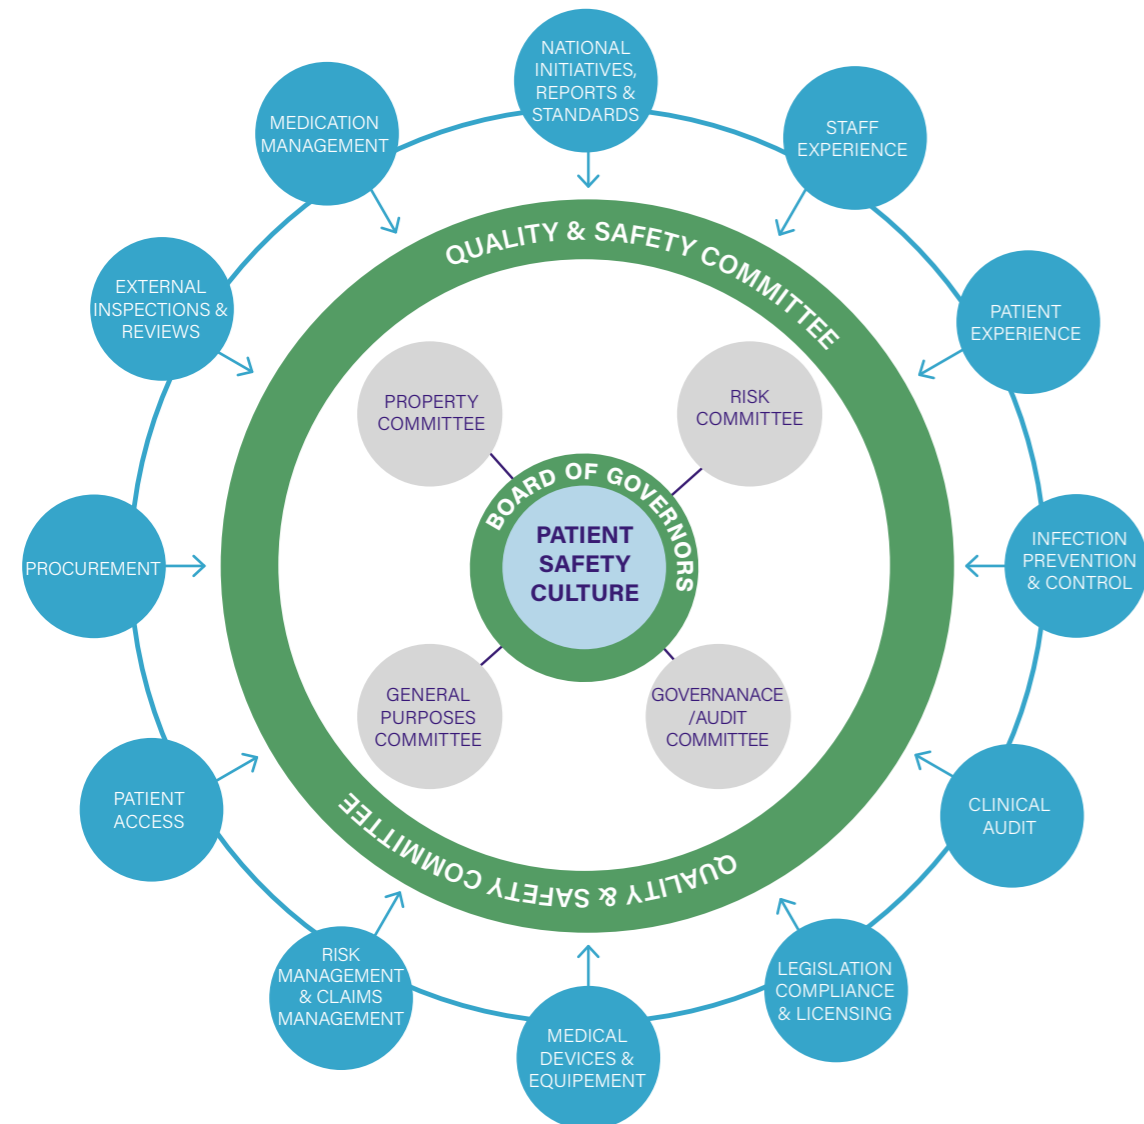 NATIONAL
INITIATIVES,
REPORTS &
STANDARDS
STAFF
EXPERIENCE
PATIENT
EXPERIENCE
INFECTION
PREVENTION
& CONTROL
CLINICAL
AUDIT
LEGISLATION
COMPLIANCE
& LICENSING
MEDICAL
DEVICES &
EQUIPEMENT
RISK
MANAGEMENT
& CLAIMS
MANAGEMENT
PATIENT
ACCESS
PROCUREMENT
EXTERNAL
INSPECTIONS &
REVIEWS
MEDICATION
MANAGEMENT
QUALITY & SAFETY COMMITTEE
PROPERTY
COMMITTEE
RISK
COMMITTEE
BOARD OF GOVERNORS
PATIENT
SAFETY
CULTURE
GENERAL
PURPOSES
COMMITTEE
GOVERNANACE
/AUDIT
COMMITTEE
QUALITY & SAFETY COMMITTEE